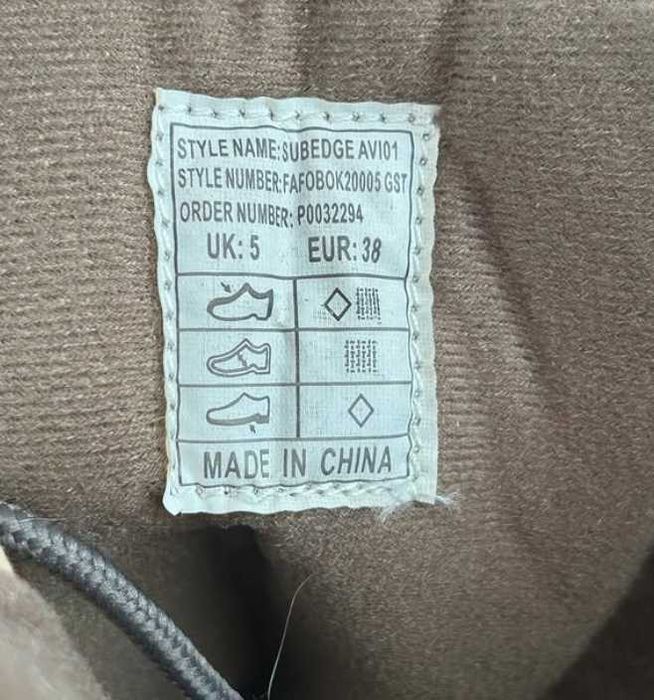 STYLE NAME: SUBEDGE AVI01
STYLE NUMBER: FAFOBOK20005 GST
ORDER NUMBER: P0032294
UK: 5 EUR: 38
MADE IN CHINA